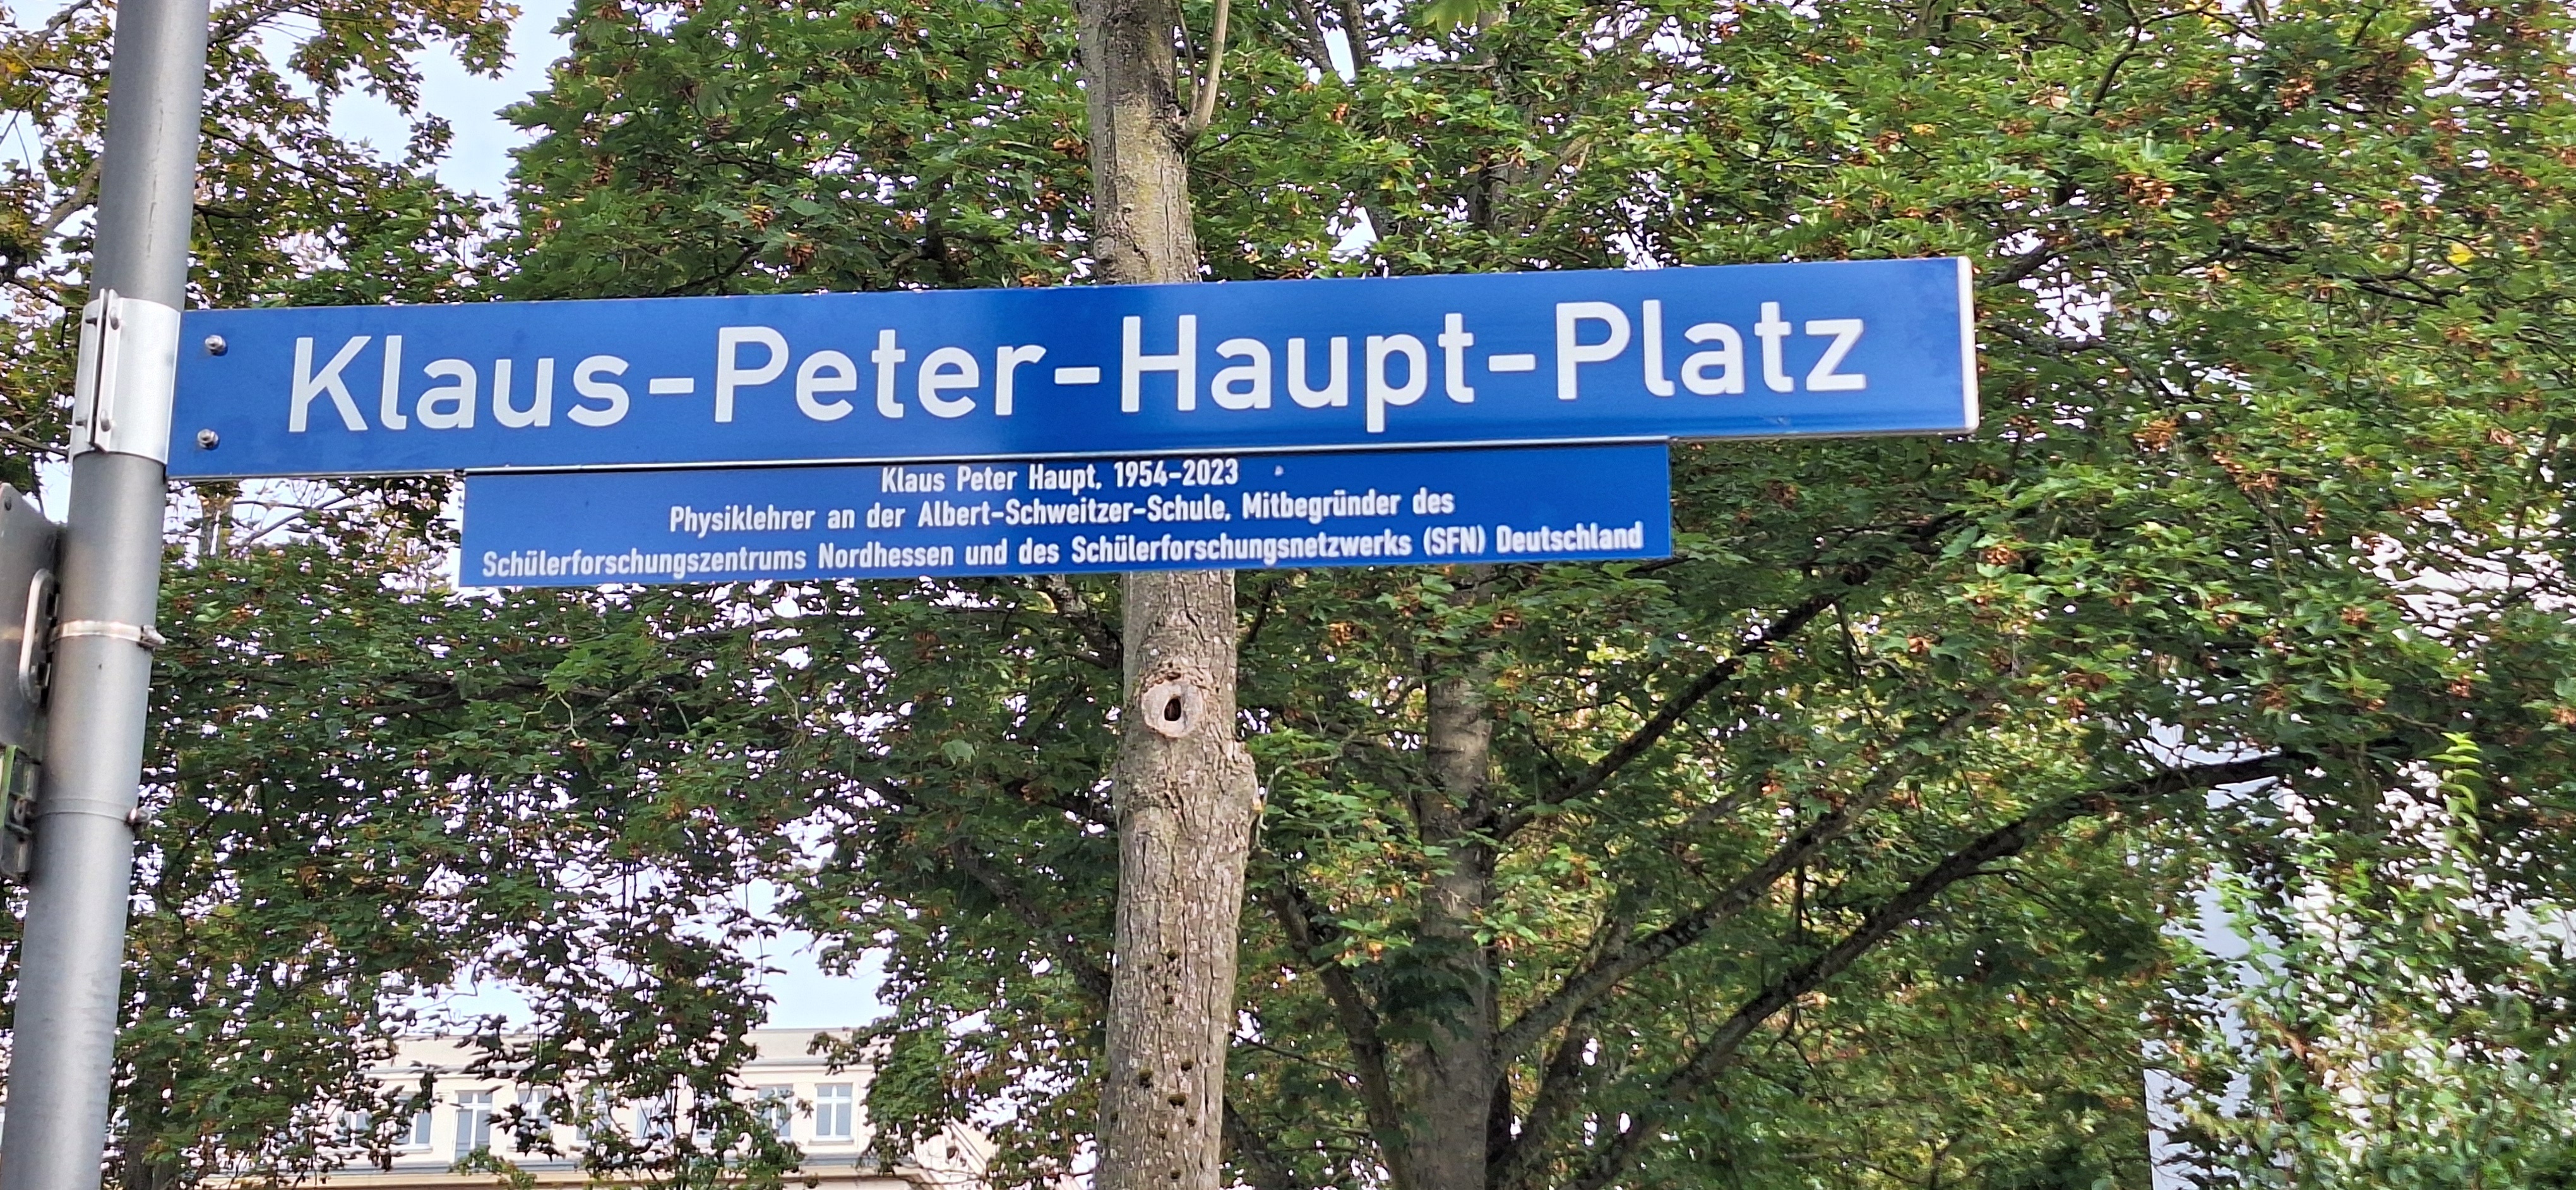 Klaus-Peter-Haupt-Platz
Klaus Peter Haupt, 1954-2023
Physiklehrer an der Albert-Schweitzer-Schule, Mitbegründer des
Schülerforschungszentrums Nordhessen und des Schülerforschungsnetzwerks (SFN) Deutschland